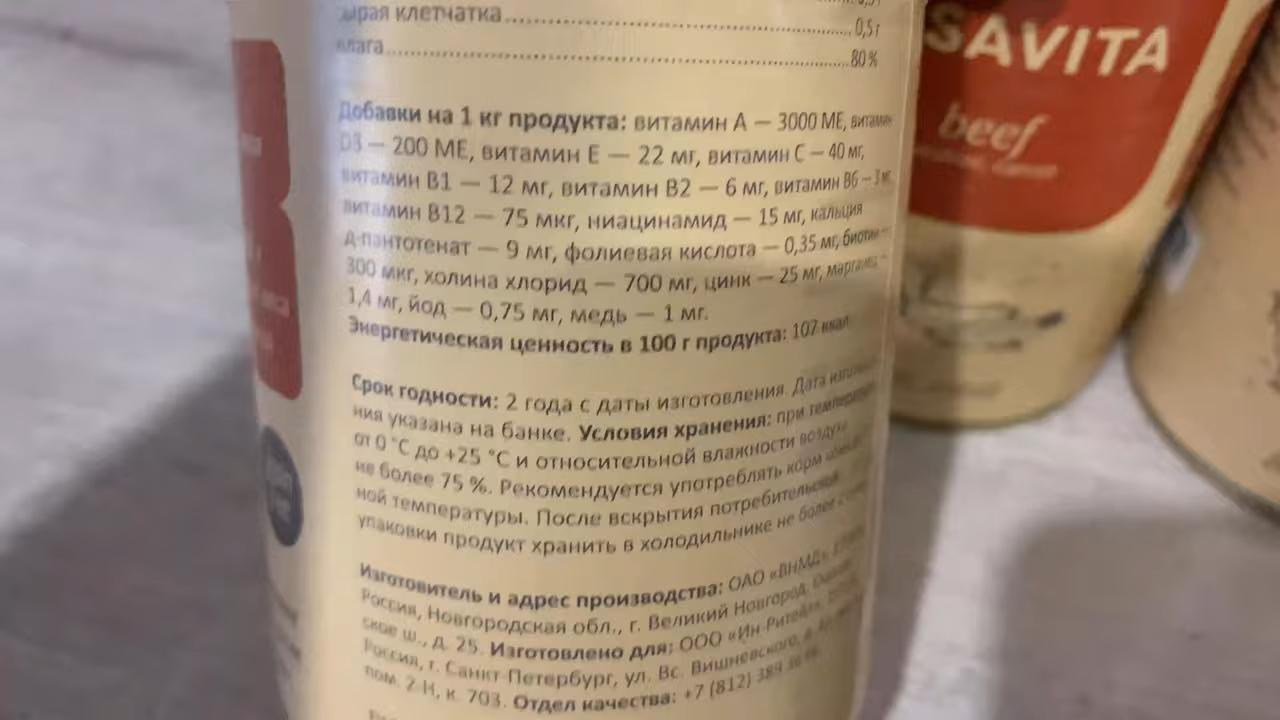 сырая клетчатка 0,5 г
влага 80 %
Добавки на 1 кг продукта: витамин А — 3000 МЕ, витамин
D3 — 200 МЕ, витамин Е — 22 мг, витамин С — 40 мг,
витамин В1 — 12 мг, витамин В2 — 6 мг, витамин В6 — 3 мг,
витамин В12 — 75 мкг, ниацинамид — 15 мг, кальция
д-пантотенат — 9 мг, фолиевая кислота — 0,35 мг, биотин —
300 мкг, холина хлорид — 700 мг, цинк — 25 мг, марганец —
1,4 мг, йод — 0,75 мг, медь — 1 мг.
Энергетическая ценность в 100 г продукта: 107 ккал
Срок годности: 2 года с даты изготовления. Дата изготовле-
ния указана на банке. Условия хранения: при температуре
от 0 °С до +25 °С и относительной влажности воздуха
не более 75 %. Рекомендуется употреблять корм
ной температуры. После вскрытия потребительской
упаковки продукт хранить в холодильнике не более
Изготовитель и адрес производства: ОАО «ВНМД»,
Россия, Новгородская обл., г. Великий Новгород,
ское ш., д. 25. Изготовлено для: ООО «Ин-Ритейл»,
Россия, г. Санкт-Петербург, ул. Вс. Вишневского,
пом. 2-Н, к. 703. Отдел качества: +7 (812) 389
SAVITA
beef